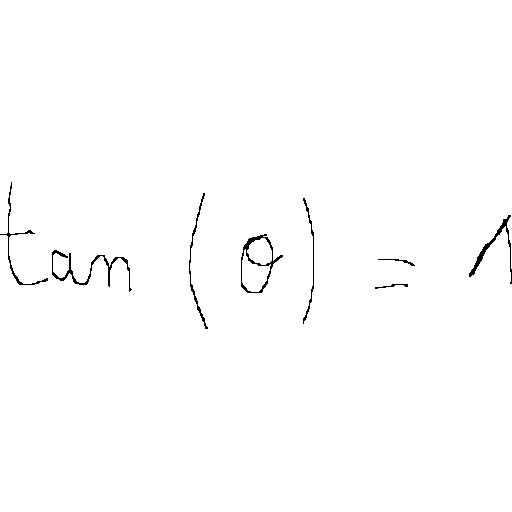 tan(θ) = 1